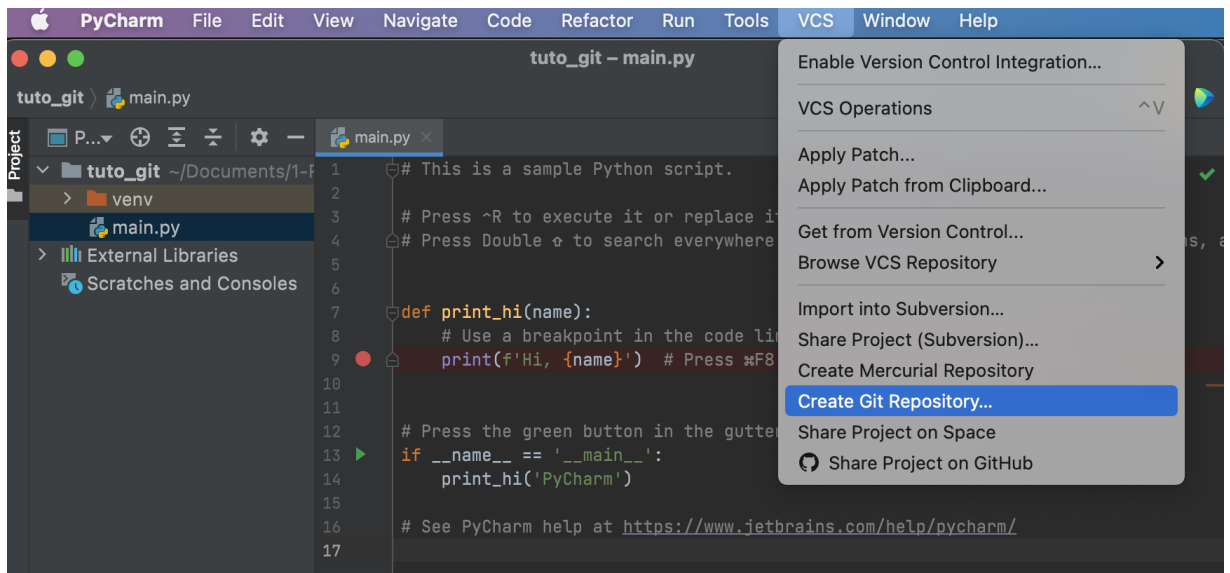 PyCharm File Edit View Navigate Code Refactor Run Tools VCS Window Help
tuto_git – main.py
tuto_git main.py
Project
P...
main.py
tuto_git ~/Documents/1-
venv
main.py
External Libraries
Scratches and Consoles
1 # This is a sample Python script.
2
3 # Press ^R to execute it or replace
4 # Press Double ⇧ to search everywhere
5
6
7 def print_hi(name):
8 # Use a breakpoint in the code
9 print(f'Hi, {name}') # Press ⌘F8
10
11
12 # Press the green button in the gutter
13 if __name__ == '__main__':
14 print_hi('PyCharm')
15
16 # See PyCharm help at https://www.jetbrains.com/help/pycharm/
17
Enable Version Control Integration...
VCS Operations ^V
Apply Patch...
Apply Patch from Clipboard...
Get from Version Control...
Browse VCS Repository
Import into Subversion...
Share Project (Subversion)...
Create Mercurial Repository
Create Git Repository...
Share Project on Space
Share Project on GitHub